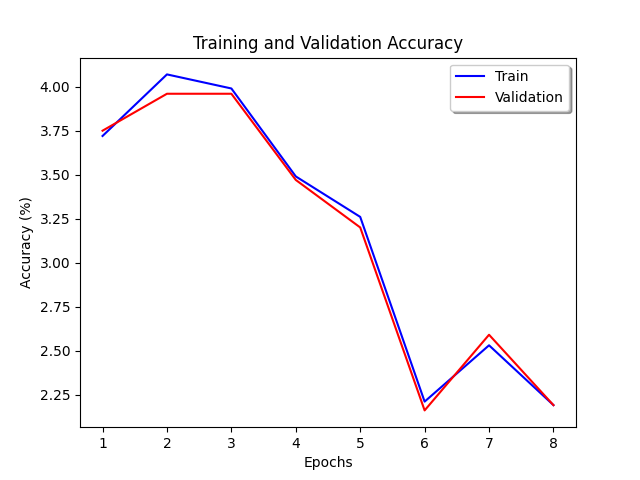 Training and Validation Accuracy
Train
Validation
4.00
3.75
3.50
3.25
3.00
2.75
2.50
2.25
Accuracy (%)
1 2 3 4 5 6 7 8
Epochs